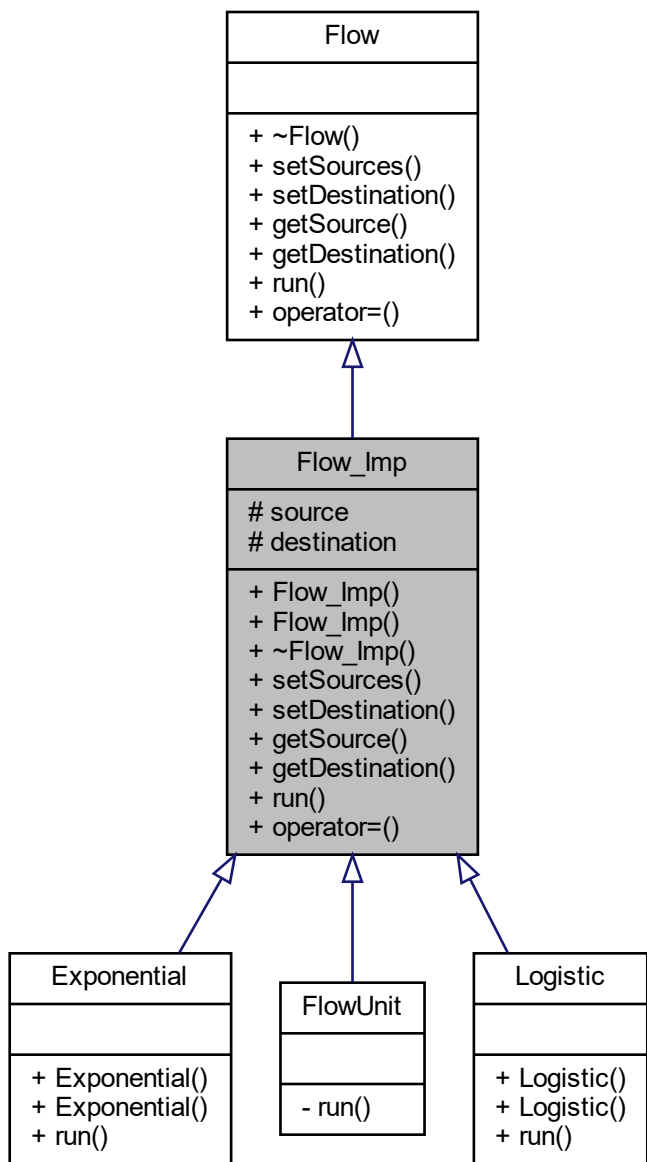 Flow
+ ~Flow()
+ setSources()
+ setDestination()
+ getSource()
+ getDestination()
+ run()
+ operator=()
Flow_Imp
# source
# destination
+ Flow_Imp()
+ Flow_Imp()
+ ~Flow_Imp()
+ setSources()
+ setDestination()
+ getSource()
+ getDestination()
+ run()
+ operator=()
Exponential
+ Exponential()
+ Exponential()
+ run()
FlowUnit
- run()
Logistic
+ Logistic()
+ Logistic()
+ run()